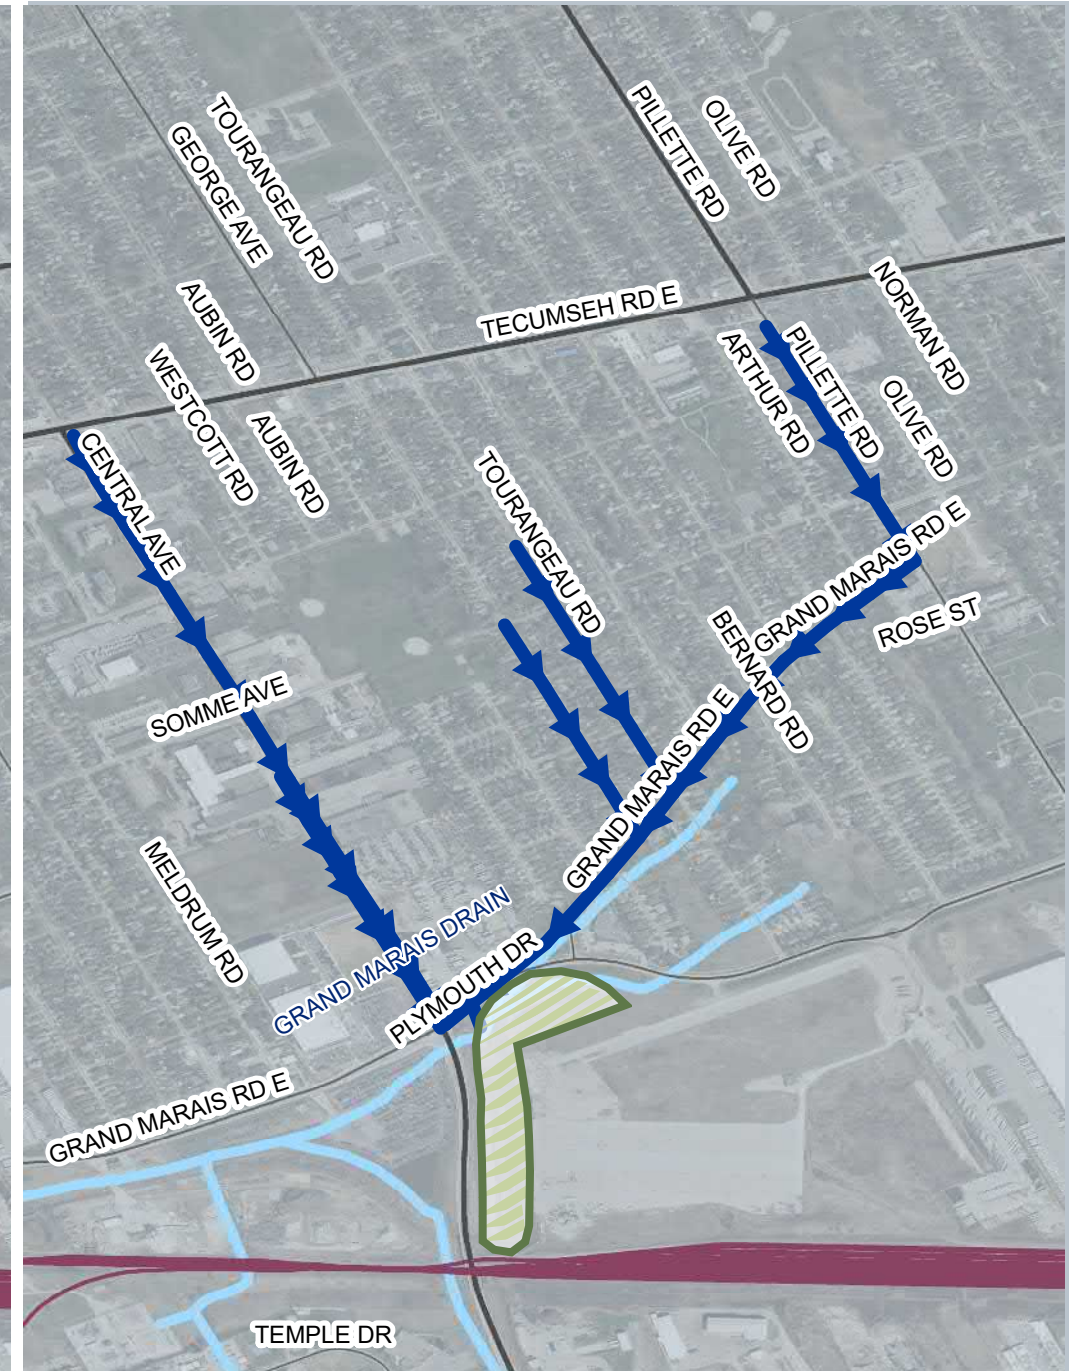 TOURANGEAU RD
GEORGE AVE
PILLETTE RD
OLIVE RD
AUBIN RD
TECUMSEH RD E
NORMAN RD
WESTCOTT RD
ARTHUR RD
PILLETTE RD
OLIVE RD
AUBIN RD
CENTRAL AVE
TOURANGEAU RD
GRAND MARAIS RD E
ROSE ST
BERNARD RD
SOMME AVE
GRAND MARAIS RD E
MELDRUM RD
GRAND MARAIS DRAIN
PLYMOUTH DR
GRAND MARAIS RD E
TEMPLE DR